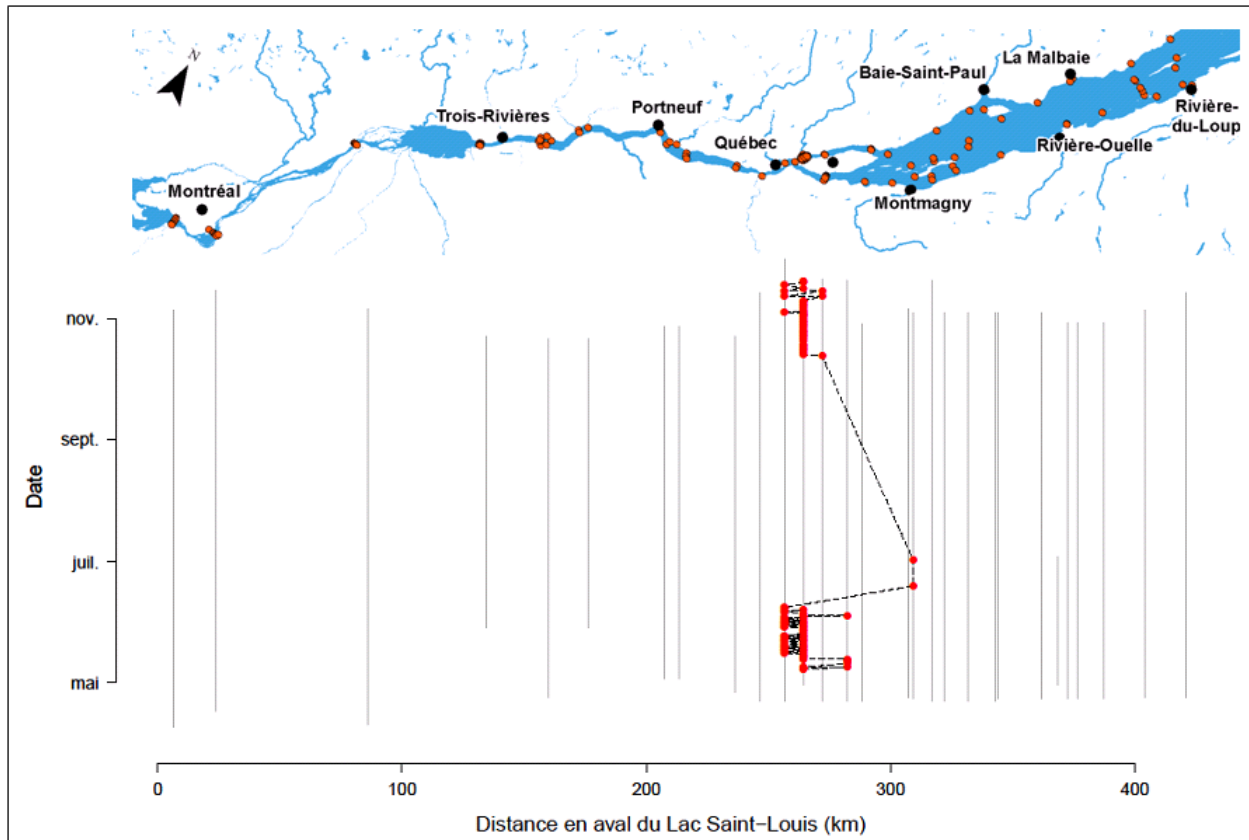 N
La Malbaie
Baie-Saint-Paul
Portneuf
Trois-Rivières
Rivière-
du-Loup
Québec
Rivière-Ouelle
Montréal
Montmagny
nov.
sept.
juil.
mai
Date
0 100 200 300 400
Distance en aval du Lac Saint−Louis (km)